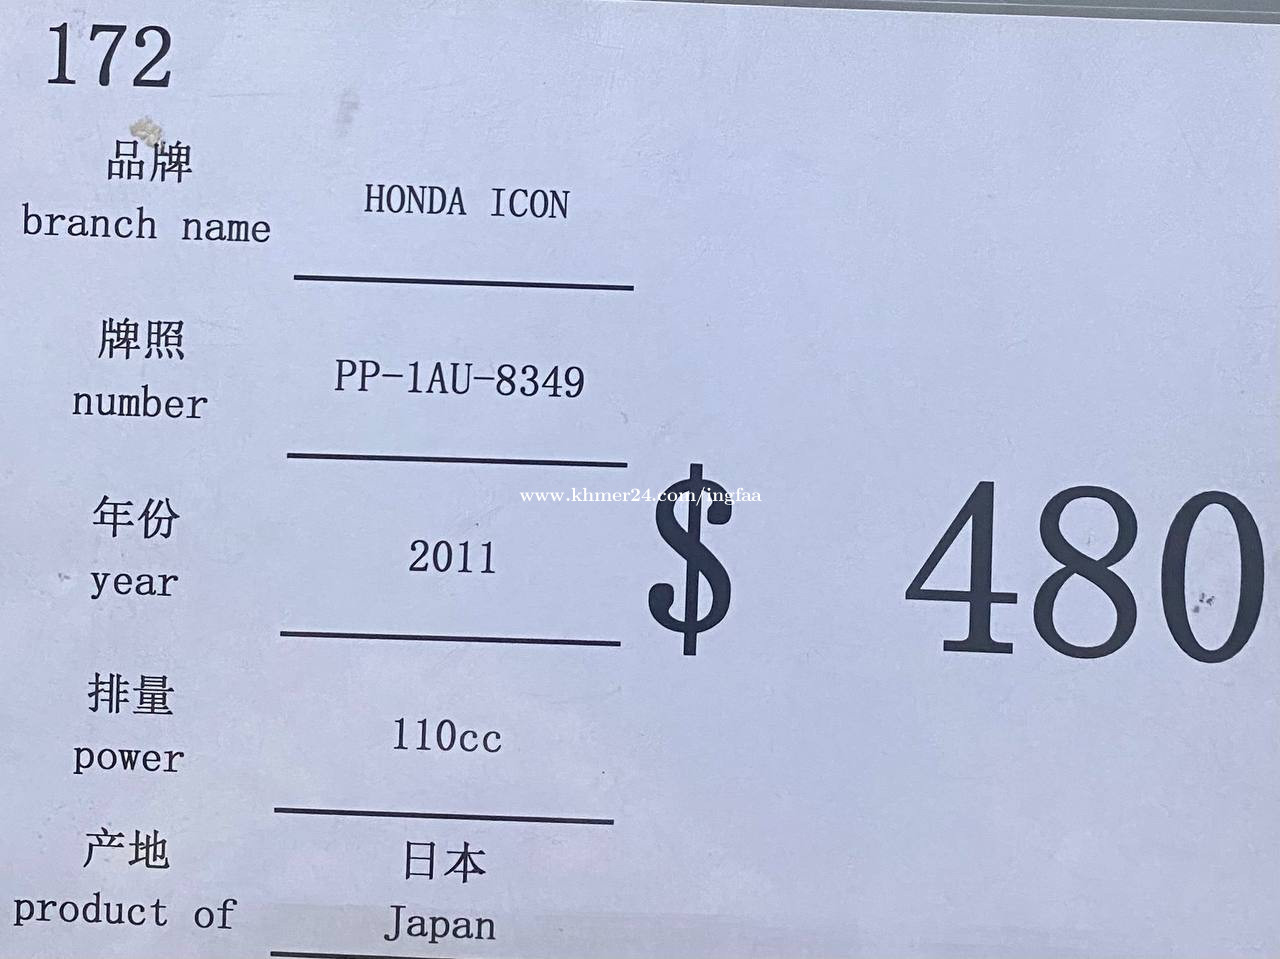 172
品牌
branch name
HONDA ICON
牌照
number
PP-1AU-8349
年份
year
2011
www.khmer24.com/ingfaa
$ 480
排量
power
110cc
产地
product of
日本
Japan